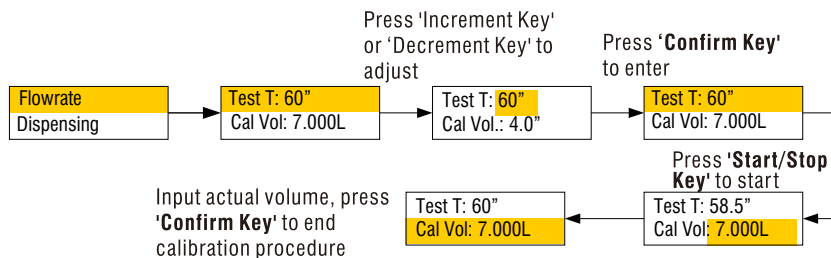 Press 'Increment Key'
or ‘Decrement Key' to
adjust
Press ‘Confirm Key'
to enter
Flowrate
Dispensing
Test T: 60”
Cal Vol: 7.000L
Test T: 60”
Cal Vol.: 4.0”
Test T: 60”
Cal Vol: 7.000L
Press 'Start/Stop
Key' to start
Test T: 58.5”
Cal Vol: 7.000L
Test T: 60”
Cal Vol: 7.000L
Input actual volume, press
'Confirm Key' to end
calibration procedure